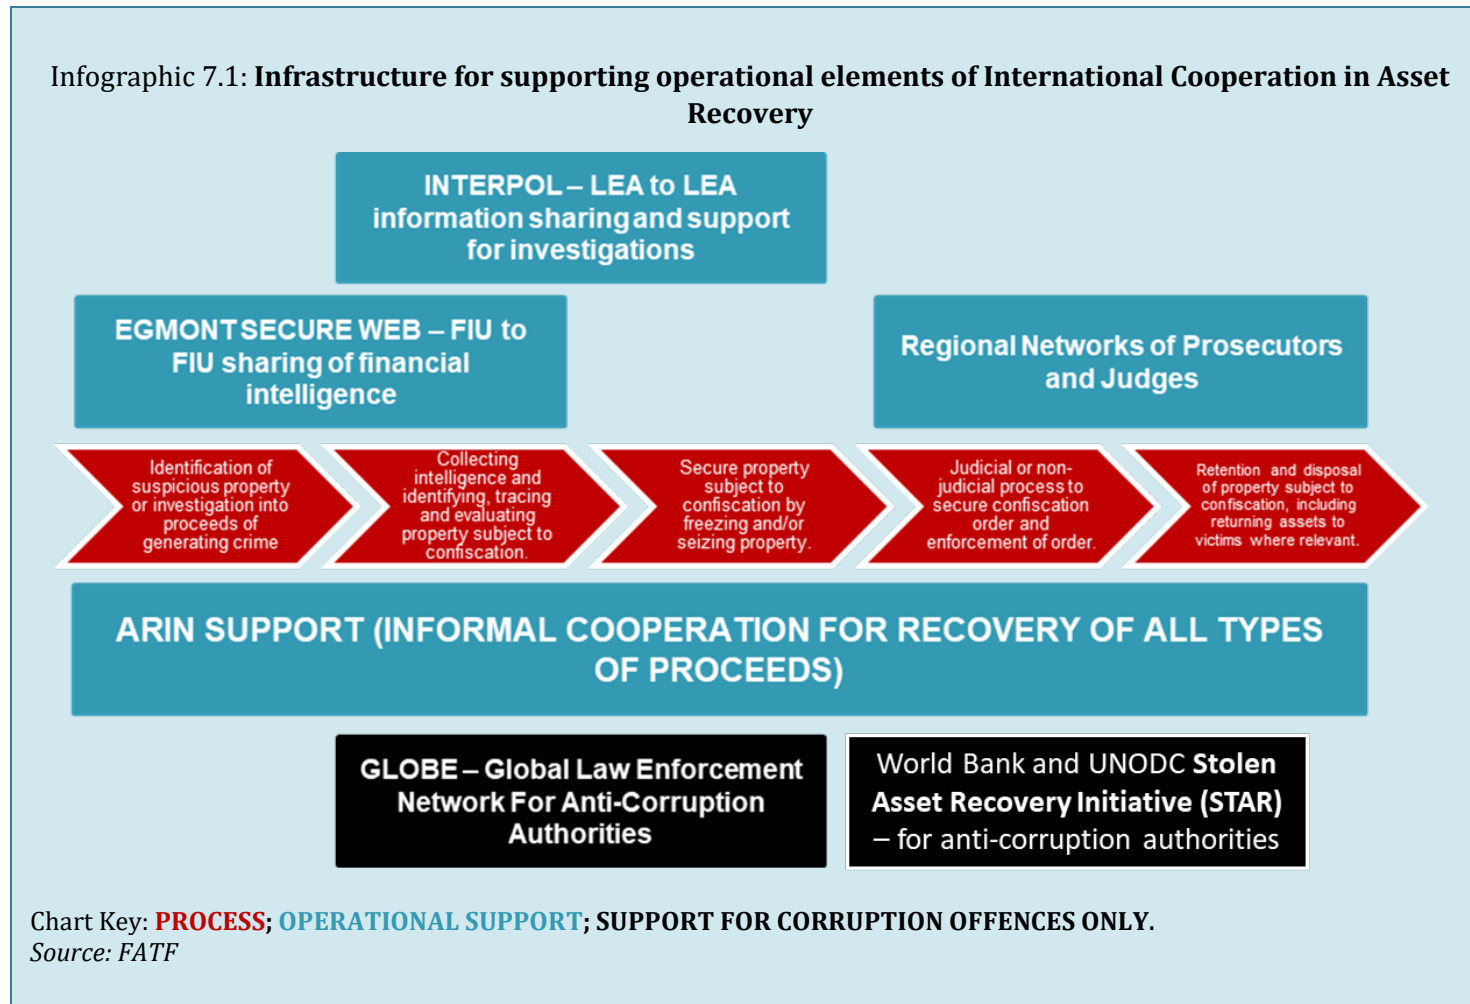 Infographic 7.1: Infrastructure for supporting operational elements of International Cooperation in Asset
Recovery
INTERPOL – LEA to LEA
information sharing and support
for investigations
EGMONT SECURE WEB – FIU to
FIU sharing of financial
intelligence
Regional Networks of Prosecutors
and Judges
Identification of
suspicious property
or investigation into
proceeds of
generating crime
Collecting
intelligence and
identifying, tracing
and evaluating
property subject to
confiscation.
Secure property
subject to
confiscation by
freezing and/or
seizing property.
Judicial or non-
judicial process to
secure confiscation
order and
enforcement of order.
Retention and disposal
of property subject to
confiscation, including
returning assets to
victims where relevant.
ARIN SUPPORT (INFORMAL COOPERATION FOR RECOVERY OF ALL TYPES
OF PROCEEDS)
GLOBE – Global Law Enforcement
Network For Anti-Corruption
Authorities
World Bank and UNODC Stolen
Asset Recovery Initiative (STAR)
– for anti-corruption authorities
Chart Key: PROCESS; OPERATIONAL SUPPORT; SUPPORT FOR CORRUPTION OFFENCES ONLY.
Source: FATF